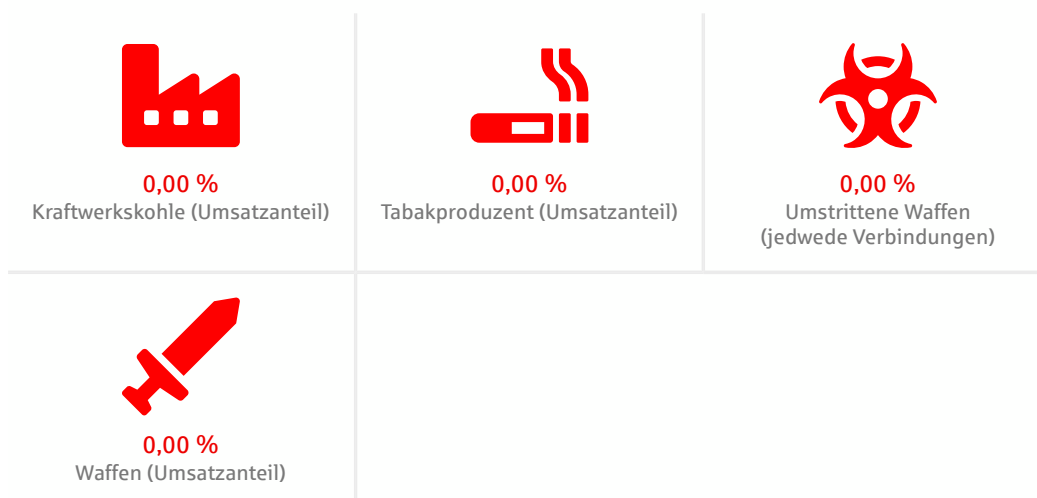 0,00 %
Kraftwerkskohle (Umsatzanteil)
0,00 %
Tabakproduzent (Umsatzanteil)
0,00 %
Umstrittene Waffen
(jedwede Verbindungen)
0,00 %
Waffen (Umsatzanteil)